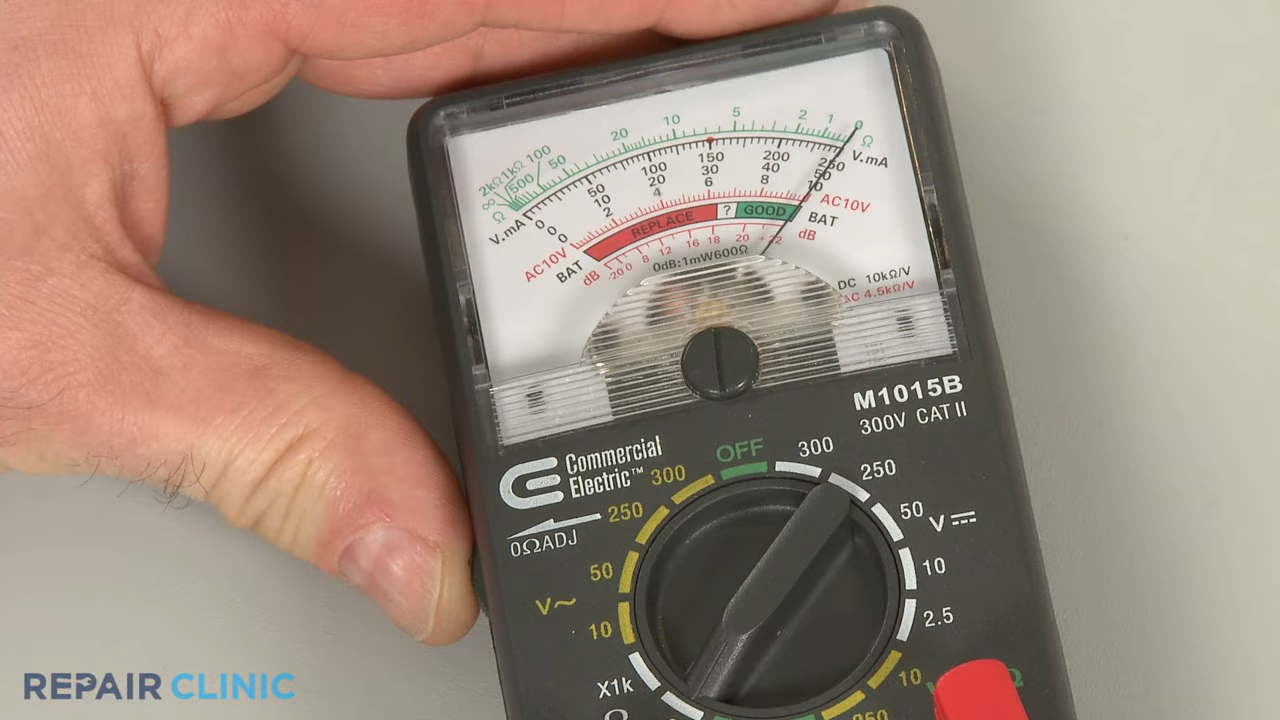 2kΩ 1kΩ 100 50 20 10 5 2 1 0 Ω
∞ 500
Ω
V.mA 0 50 100 150 200 250 V.mA
0 10 20 30 40 50
0 2 4 6 8 10
AC10V AC10V
BAT REPLACE ? GOOD BAT
dB -20 0 8 12 16 18 20 +22 dB
0dB:1mW600Ω
DC 10kΩ/V
AC 4.5kΩ/V
M1015B
300V CATII
Commercial
Electric™
0ΩADJ
OFF
300
250
50
V
10
2.5
10
250
300
250
50
V~
10
X1k
Ω
REPAIR CLINIC